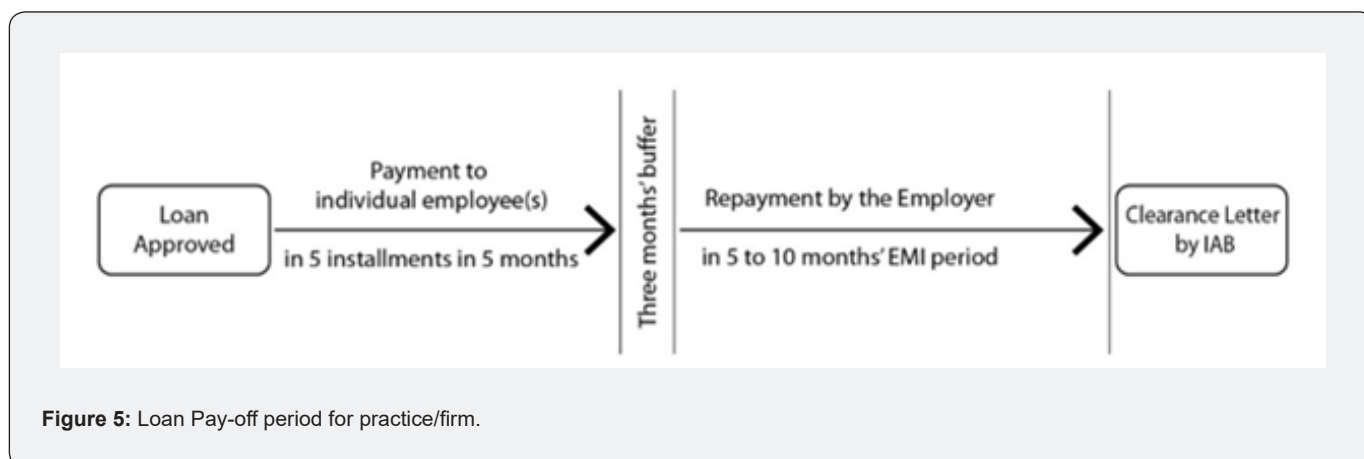 Loan
Approved
Payment to
individual employee(s)
in 5 installments in 5 months
Three months' buffer
Repayment by the Employer
in 5 to 10 months' EMI period
Clearance Letter
by IAB
Figure 5: Loan Pay-off period for practice/firm.